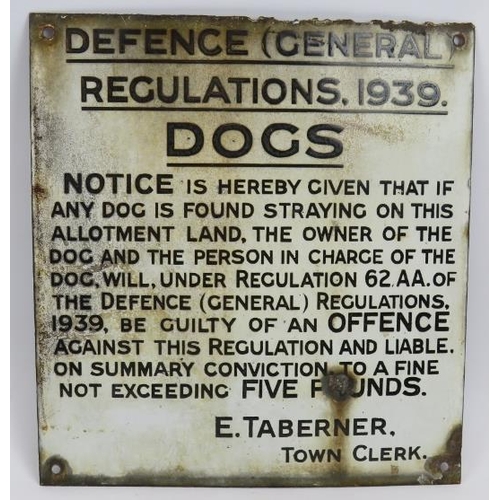 DEFENCE (GENERAL)
REGULATIONS, 1939.
DOGS
NOTICE IS HEREBY GIVEN THAT IF
ANY DOG IS FOUND STRAYING ON THIS
ALLOTMENT LAND, THE OWNER OF THE
DOG AND THE PERSON IN CHARGE OF THE
DOG, WILL, UNDER REGULATION 62.AA. OF
THE DEFENCE (GENERAL) REGULATIONS,
1939, BE GUILTY OF AN OFFENCE
AGAINST THIS REGULATION AND LIABLE,
ON SUMMARY CONVICTION, TO A FINE
NOT EXCEEDING FIVE POUNDS.
E. TABERNER,
TOWN CLERK.